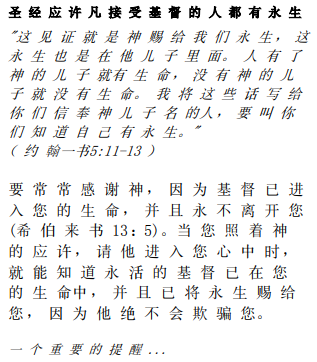 圣经应许凡接受基督的人都有永生
"这见证就是神赐给我们永生，这
永生也是在他儿子里面。人有了
神的儿子就有生命，没有神的儿
子就没有生命。我将这些话写给
你们信奉神儿子名的人，要叫你
们知道自己有永生。"
(约翰一书5:11-13)
要常常感谢神，因为基督已进
入您的生命，并且永不离开您
(希伯来书 13：5)。当您照着神
的应许，请他进入您心中时，
就能知道永活的基督已在您
的生命中，并且已将永生赐给
您，因为他绝不会欺骗您。
一个重要的提醒...